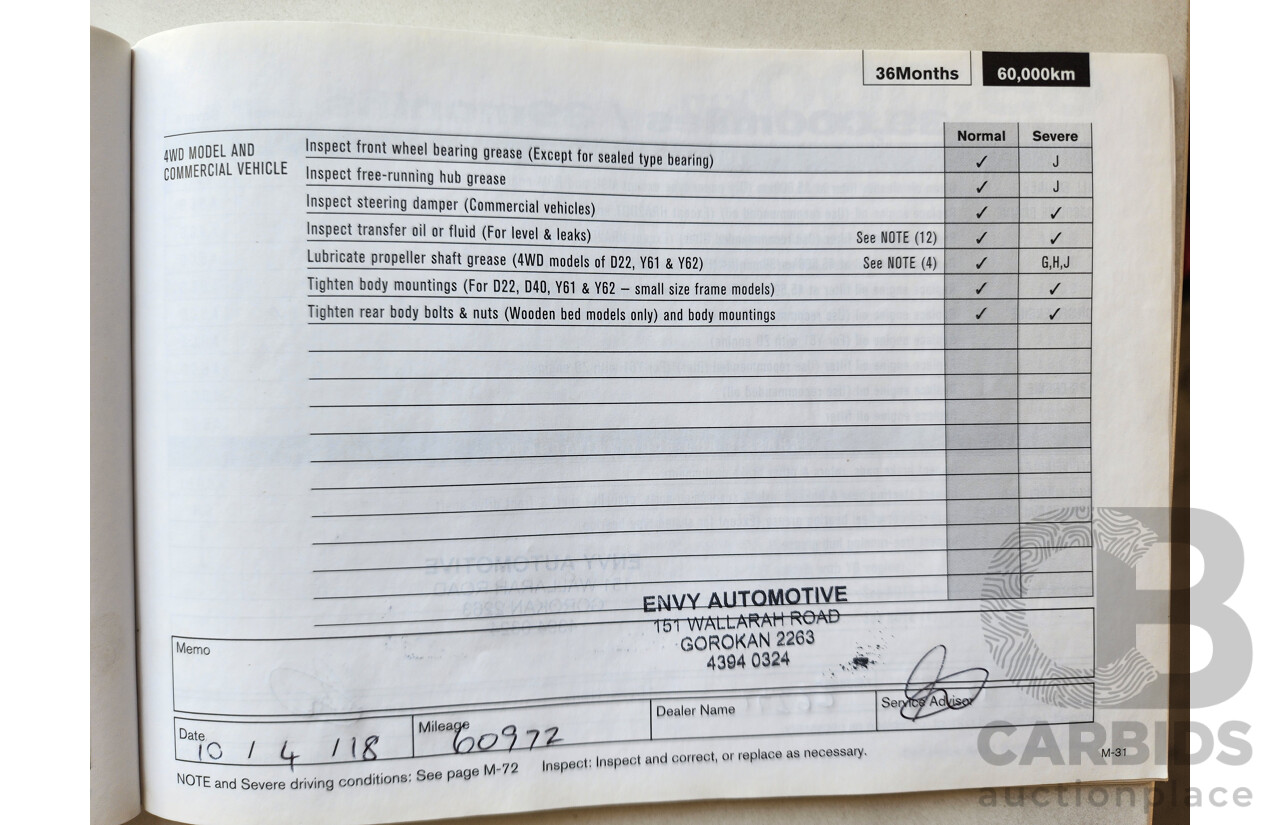 36Months 60,000km
Normal Severe
4WD MODEL AND
COMMERCIAL VEHICLE
Inspect front wheel bearing grease (Except for sealed type bearing) ✓ J
Inspect free-running hub grease ✓ J
Inspect steering damper (Commercial vehicles) ✓ ✓
Inspect transfer oil or fluid (For level & leaks) See NOTE (12) ✓ ✓
Lubricate propeller shaft grease (4WD models of D22, Y61 & Y62) See NOTE (4) ✓ G,H,J
Tighten body mountings (For D22, D40, Y61 & Y62 – small size frame models) ✓ ✓
Tighten rear body bolts & nuts (Wooden bed models only) and body mountings ✓ ✓
ENVY AUTOMOTIVE
151 WALLARAH ROAD
GOROKAN 2263
4394 0324
Memo
Date 10 / 4 / 18
Mileage 60972
Dealer Name
Service Advisor
NOTE and Severe driving conditions: See page M-72 Inspect: Inspect and correct, or replace as necessary.
M-31
CARBIDS
auctionplace